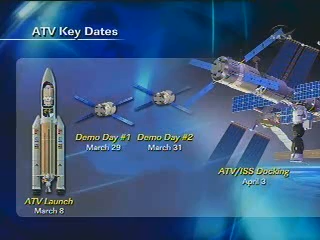 ATV Key Dates
Demo Day #1
March 29
Demo Day #2
March 31
ATV/ISS Docking
April 3
ATV Launch
March 8